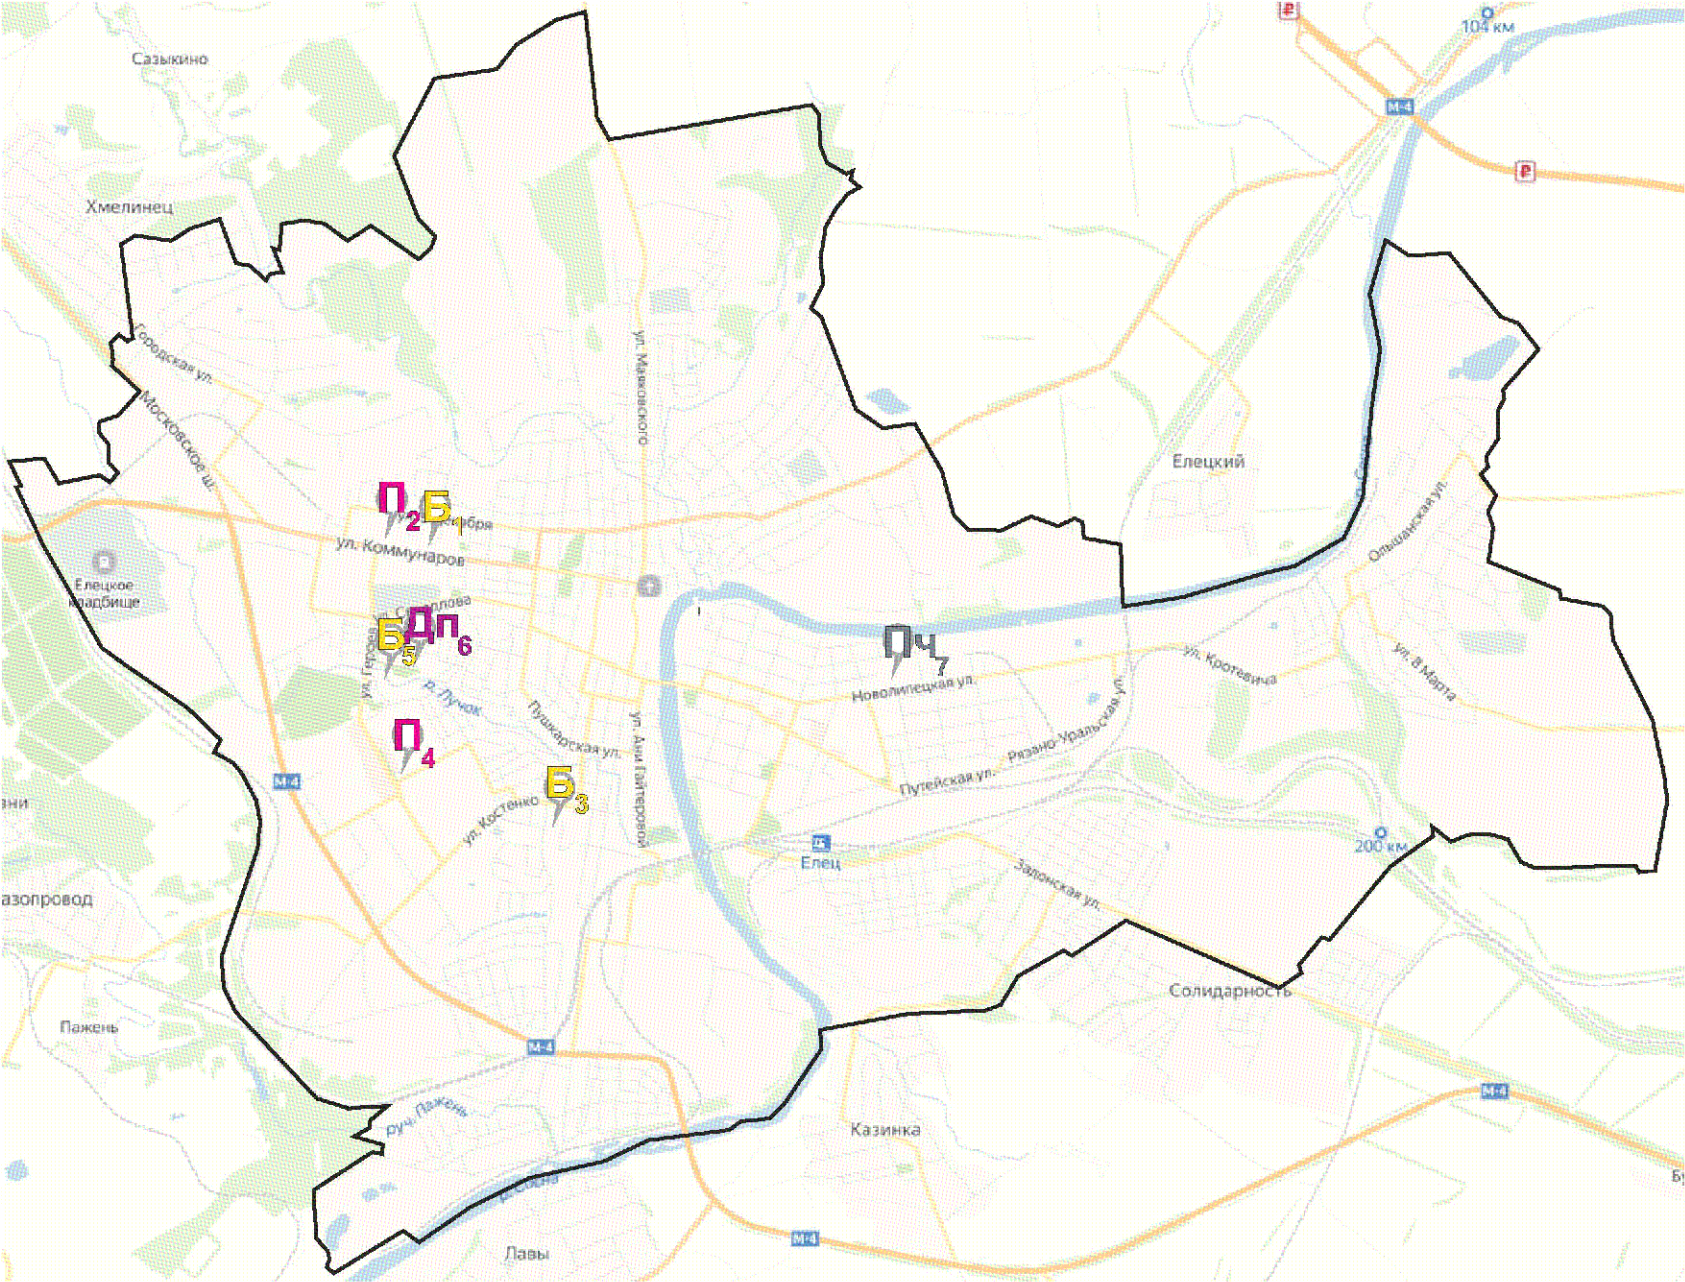 104 км
Сазыкино
М-4
Хмелинец
Городская ул.
ул. Маяковского
Московское ш.
Елецкий
П2
Б1
ул. Коммунаров
Ольшанская ул.
Елецкое
кладбище
Б5
Дп6
Пч7
ул. Кротевича
ул. 8 Марта
р. Лучок
Новолипецкая ул.
Пушкарская ул.
ул. Ани Гайтеровой
Рязано-Уральская ул.
П4
М-4
Путейская ул.
Б3
ул. Костенко
200 км
Елец
Задонская ул.
Солидарность
Пажень
М-4
М-4
руч. Пажень
Казинка
р. Сосна
М-4
Лавы